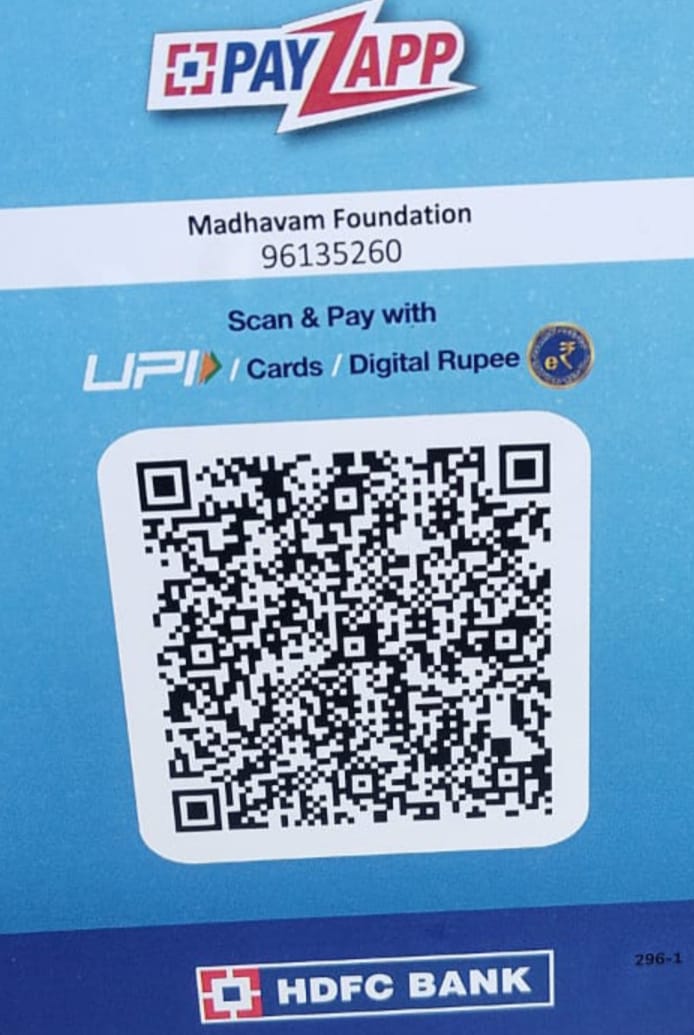 PAYZAPP
Madhavam Foundation
96135260
Scan & Pay with
UPI / Cards / Digital Rupee e₹
296-1
HDFC BANK